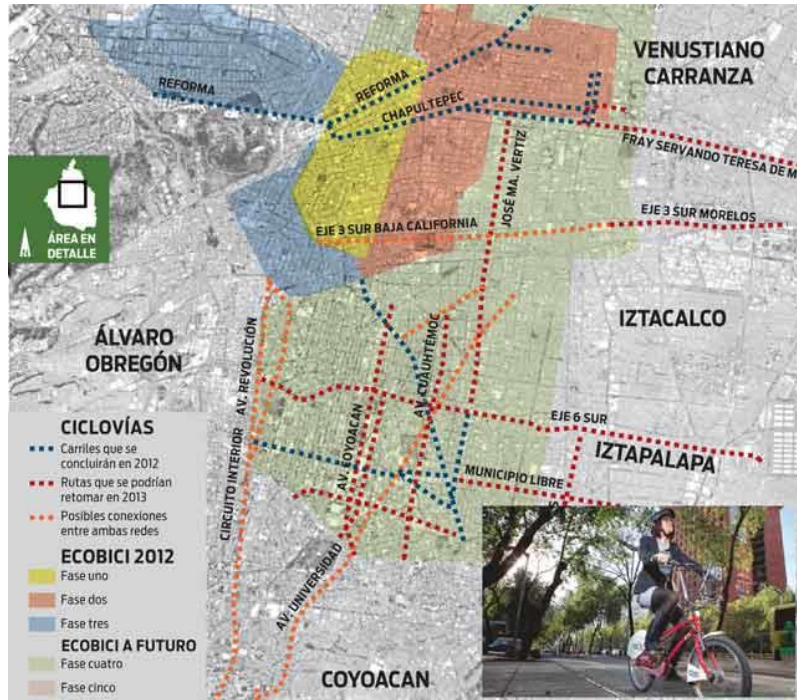 VENUSTIANO
CARRANZA
REFORMA
REFORMA
CHAPULTEPEC
FRAY SERVANDO TERESA DE M
JOSÉ MA. VERTIZ
EJE 3 SUR BAJA CALIFORNIA
EJE 3 SUR MORELOS
ÁREA EN
DETALLE
IZTACALCO
ÁLVARO
OBREGÓN
AV. REVOLUCIÓN
AV. CUAUHTÉMOC
AV. COYOACAN
EJE 6 SUR
IZTAPALAPA
MUNICIPIO LIBRE
CIRCUITO INTERIOR
AV. UNIVERSIDAD
COYOACAN
CICLOVÍAS
Carriles que se
concluirán en 2012
Rutas que se podrían
retomar en 2013
Posibles conexiones
entre ambas redes
ECOBICI 2012
Fase uno
Fase dos
Fase tres
ECOBICI A FUTURO
Fase cuatro
Fase cinco